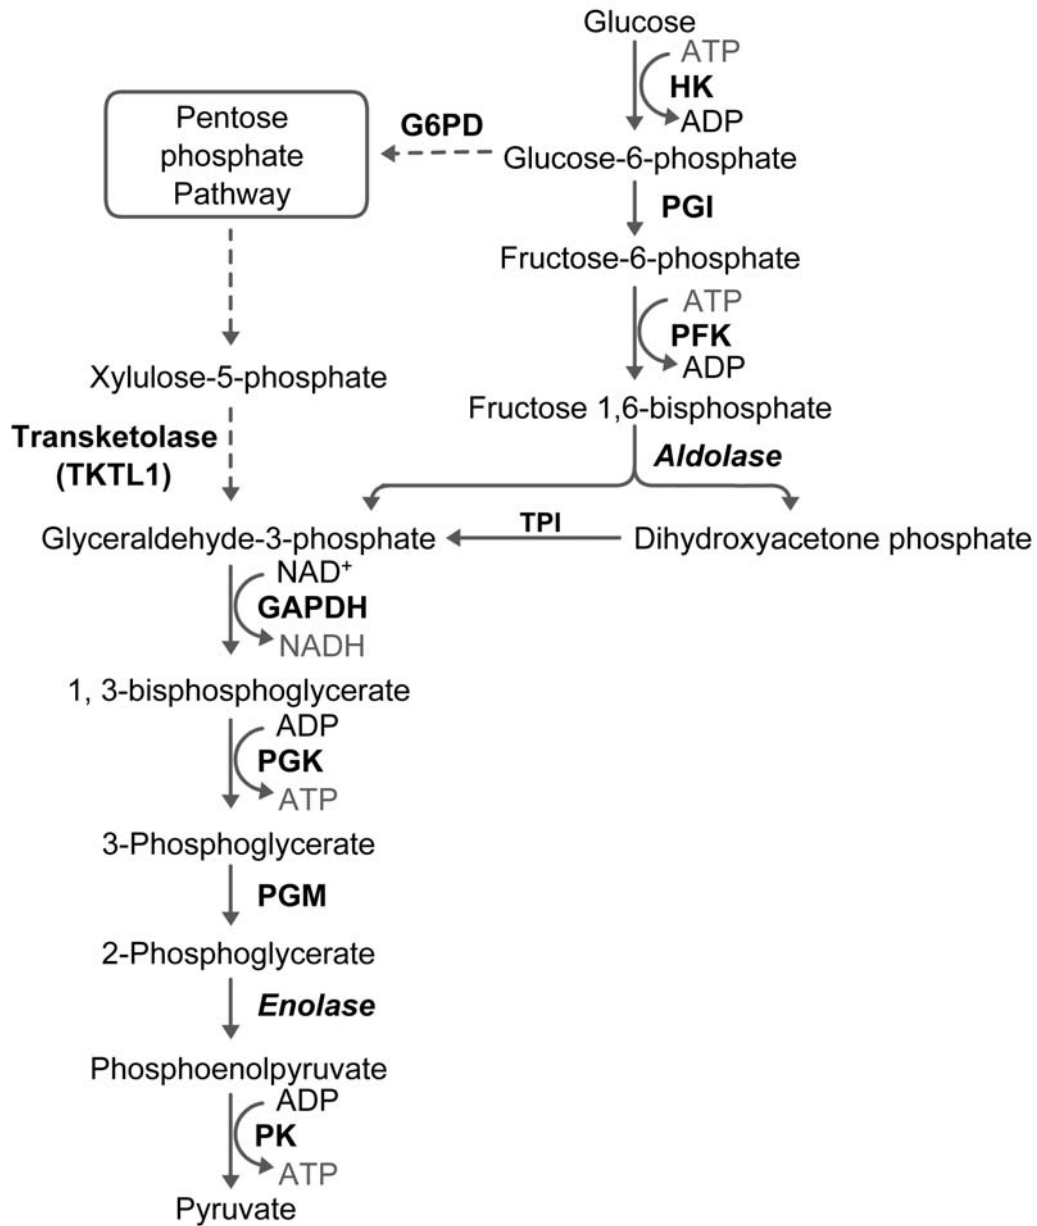 Glucose
ATP
HK
ADP
Pentose
phosphate
Pathway
G6PD
Glucose-6-phosphate
PGI
Fructose-6-phosphate
ATP
PFK
ADP
Xylulose-5-phosphate
Fructose 1,6-bisphosphate
Transketolase
(TKTL1)
Aldolase
Glyceraldehyde-3-phosphate
TPI
Dihydroxyacetone phosphate
NAD⁺
GAPDH
NADH
1, 3-bisphosphoglycerate
ADP
PGK
ATP
3-Phosphoglycerate
PGM
2-Phosphoglycerate
Enolase
Phosphoenolpyruvate
ADP
PK
ATP
Pyruvate